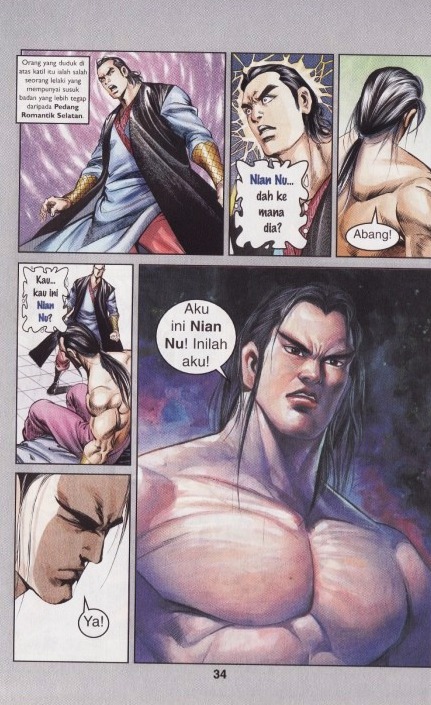 Orang yang duduk di
atas katil itu ialah salah
seorang lelaki yang
mempunyai susuk
badan yang lebih tegap
daripada Pedang
Romantik Selatan.
Nian Nu...
dah ke
mana
dia?
Abang!
Kau...
kau ini
Nian
Nu?
Aku
ini Nian
Nu! Inilah
aku!
Ya!
34